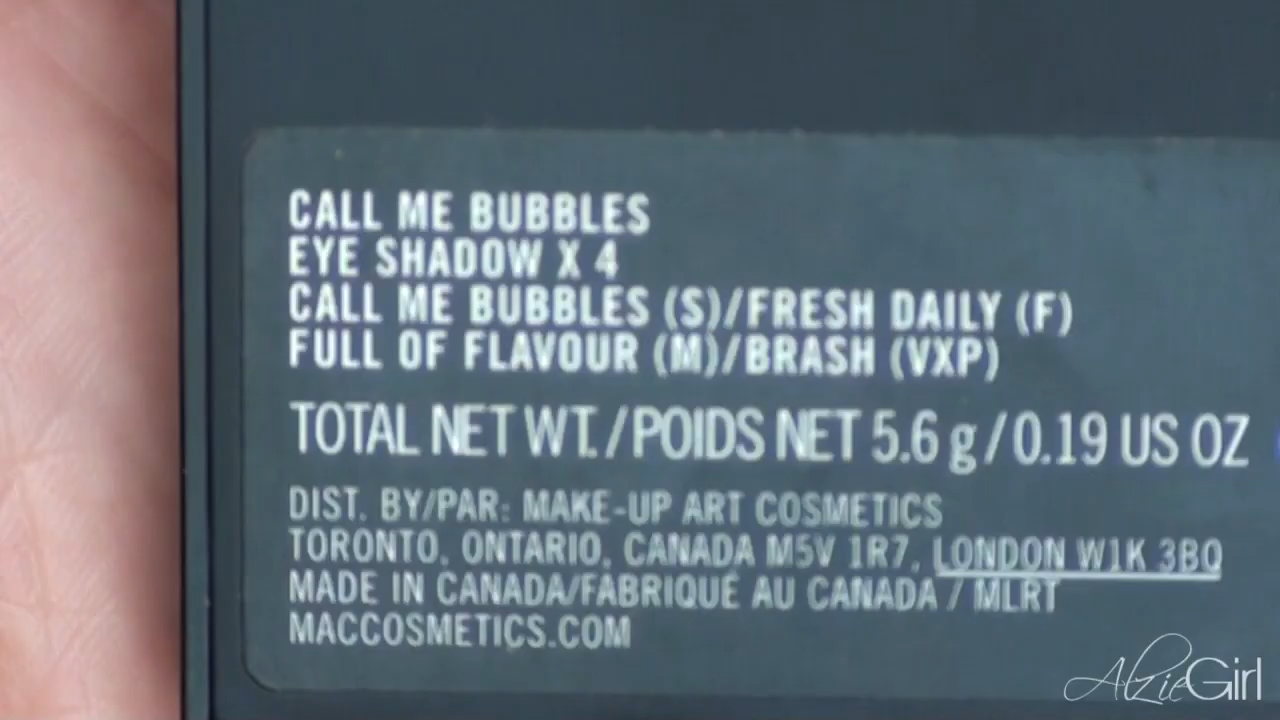 CALL ME BUBBLES
EYE SHADOW X 4
CALL ME BUBBLES (S)/FRESH DAILY (F)
FULL OF FLAVOUR (M)/BRASH (VXP)
TOTAL NET WT./POIDS NET 5.6 g/0.19 US OZ
DIST. BY/PAR: MAKE-UP ART COSMETICS
TORONTO, ONTARIO, CANADA M5V 1R7, LONDON W1K 3BQ
MADE IN CANADA/FABRIQUÉ AU CANADA / MLRT
MACCOSMETICS.COM
AlzieGirl